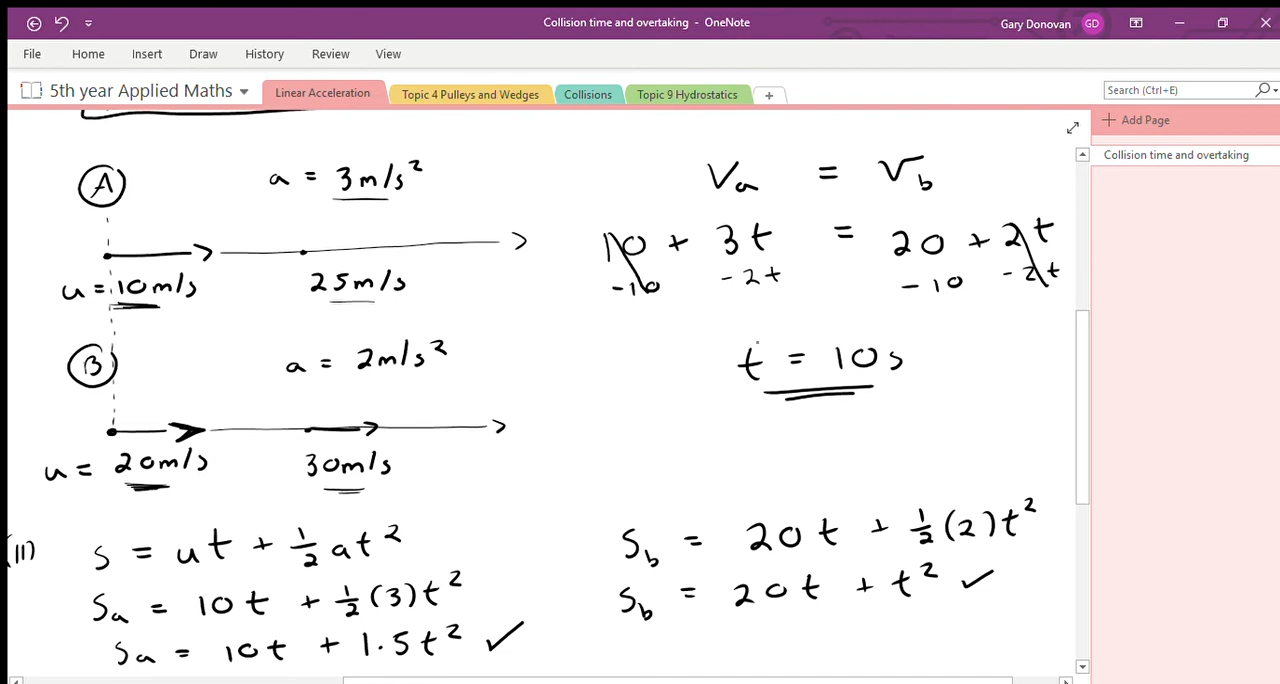 Collision time and overtaking - OneNote
Gary Donovan GD
File Home Insert Draw History Review View
5th year Applied Maths
Linear Acceleration Topic 4 Pulleys and Wedges Collisions Topic 9 Hydrostatics +
Search (Ctrl+E)
+ Add Page
Collision time and overtaking
A
a = 3m/s²
u = 10m/s
25m/s
B
a = 2m/s²
u = 20m/s
30m/s
Va = Vb
10 + 3t = 20 + 2t
-10 -2t -10 -2t
t = 10s
(11) S = ut + ½at²
Sa = 10t + ½(3)t²
Sa = 10t + 1.5t² ✓
Sb = 20t + ½(2)t²
Sb = 20t + t² ✓